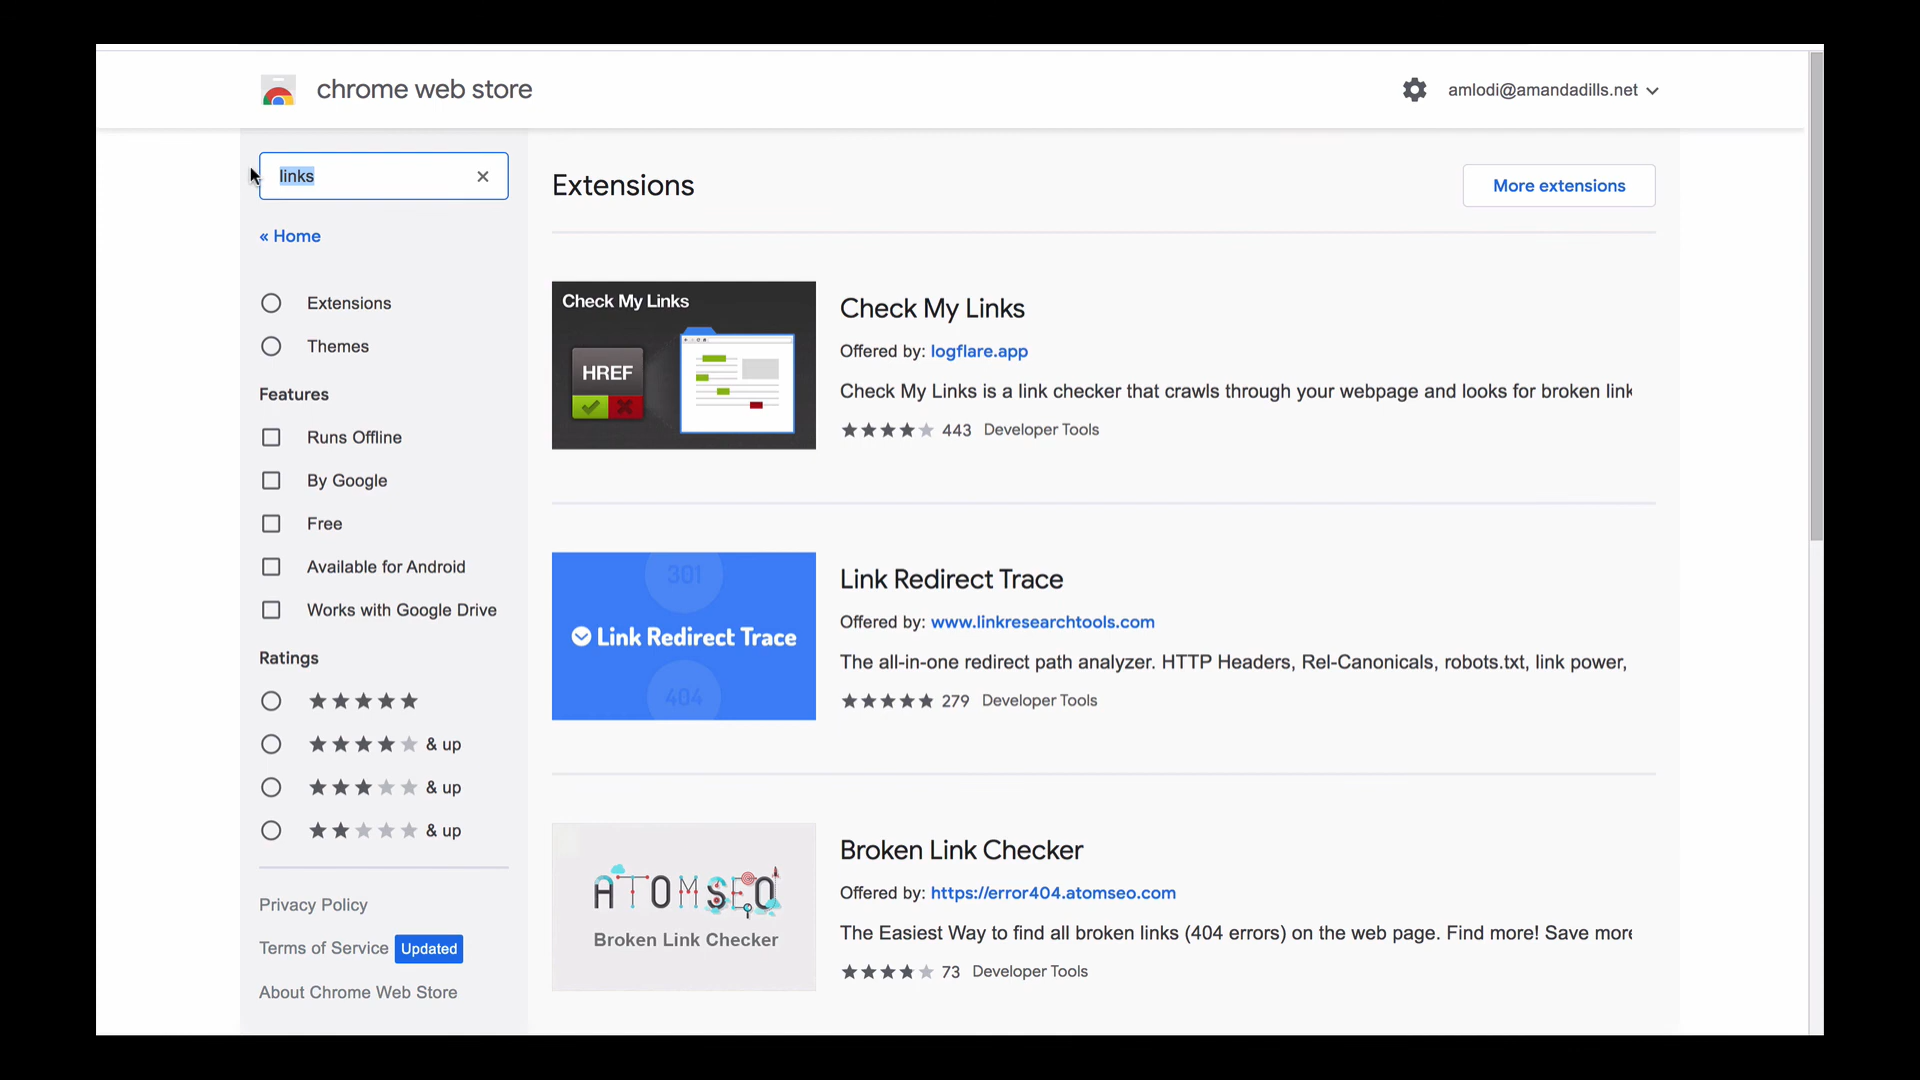 chrome web store
amlodi@amandadills.net
links
« Home
Extensions
Themes
Features
Runs Offline
By Google
Free
Available for Android
Works with Google Drive
Ratings
& up
& up
& up
Privacy Policy
Terms of Service Updated
About Chrome Web Store
Extensions
More extensions
Check My Links
HREF
Check My Links
Offered by: logflare.app
Check My Links is a link checker that crawls through your webpage and looks for broken link
443 Developer Tools
301
Link Redirect Trace
404
Link Redirect Trace
Offered by: www.linkresearchtools.com
The all-in-one redirect path analyzer. HTTP Headers, Rel-Canonicals, robots.txt, link power,
279 Developer Tools
ATOMSEO
Broken Link Checker
Broken Link Checker
Offered by: https://error404.atomseo.com
The Easiest Way to find all broken links (404 errors) on the web page. Find more! Save more
73 Developer Tools